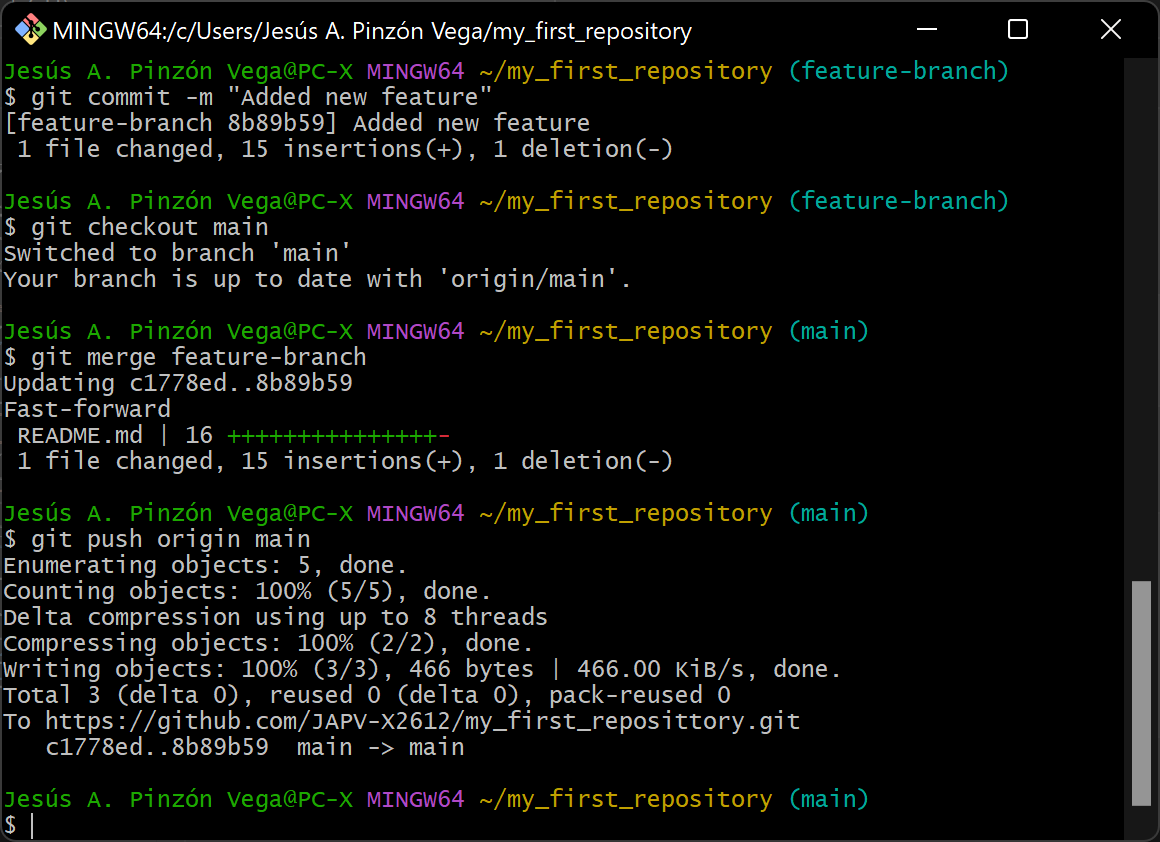 MINGW64:/c/Users/Jesús A. Pinzón Vega/my_first_repository
Jesús A. Pinzón Vega@PC-X MINGW64 ~/my_first_repository (feature-branch)
$ git commit -m "Added new feature"
[feature-branch 8b89b59] Added new feature
 1 file changed, 15 insertions(+), 1 deletion(-)

Jesús A. Pinzón Vega@PC-X MINGW64 ~/my_first_repository (feature-branch)
$ git checkout main
Switched to branch 'main'
Your branch is up to date with 'origin/main'.

Jesús A. Pinzón Vega@PC-X MINGW64 ~/my_first_repository (main)
$ git merge feature-branch
Updating c1778ed..8b89b59
Fast-forward
 README.md | 16 +++++++++++++++-
 1 file changed, 15 insertions(+), 1 deletion(-)

Jesús A. Pinzón Vega@PC-X MINGW64 ~/my_first_repository (main)
$ git push origin main
Enumerating objects: 5, done.
Counting objects: 100% (5/5), done.
Delta compression using up to 8 threads
Compressing objects: 100% (2/2), done.
Writing objects: 100% (3/3), 466 bytes | 466.00 KiB/s, done.
Total 3 (delta 0), reused 0 (delta 0), pack-reused 0
To https://github.com/JAPV-X2612/my_first_reposittory.git
   c1778ed..8b89b59  main -> main

Jesús A. Pinzón Vega@PC-X MINGW64 ~/my_first_repository (main)
$